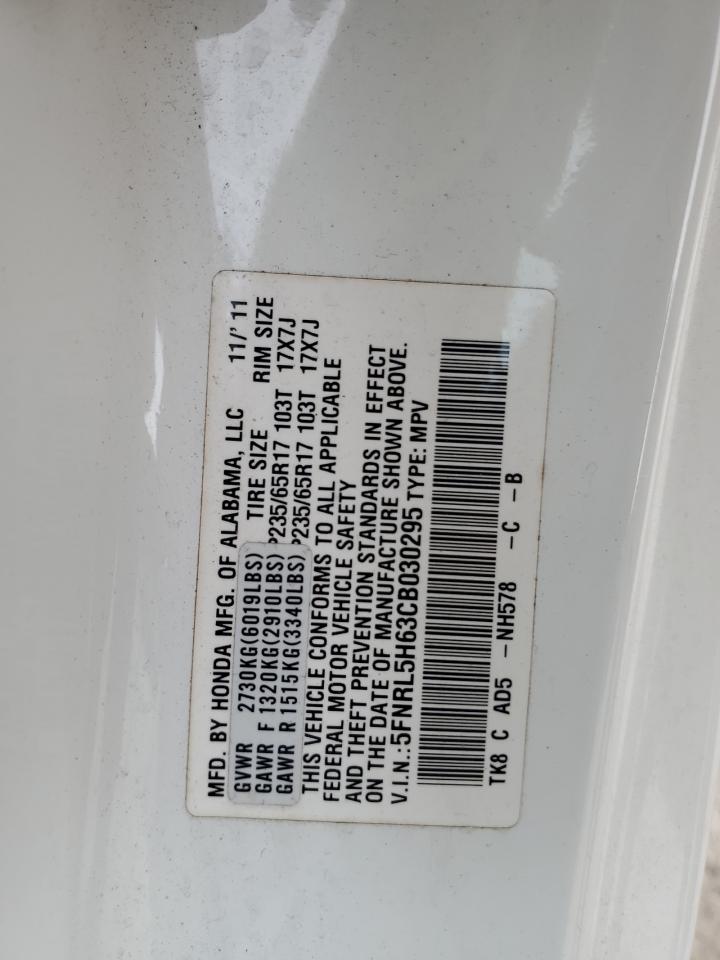 MFD. BY HONDA MFG. OF ALABAMA, LLC 11/' 11
GVWR 2730KG(6019LBS) TIRE SIZE RIM SIZE
GAWR F 1320KG(2910LBS) P235/65R17 103T 17X7J
GAWR R 1515KG(3340LBS) P235/65R17 103T 17X7J
THIS VEHICLE CONFORMS TO ALL APPLICABLE
FEDERAL MOTOR VEHICLE SAFETY
AND THEFT PREVENTION STANDARDS IN EFFECT
ON THE DATE OF MANUFACTURE SHOWN ABOVE.
V.I.N.:5FNRL5H63CB030295 TYPE: MPV
TK8 C AD5 -NH578 -C -B